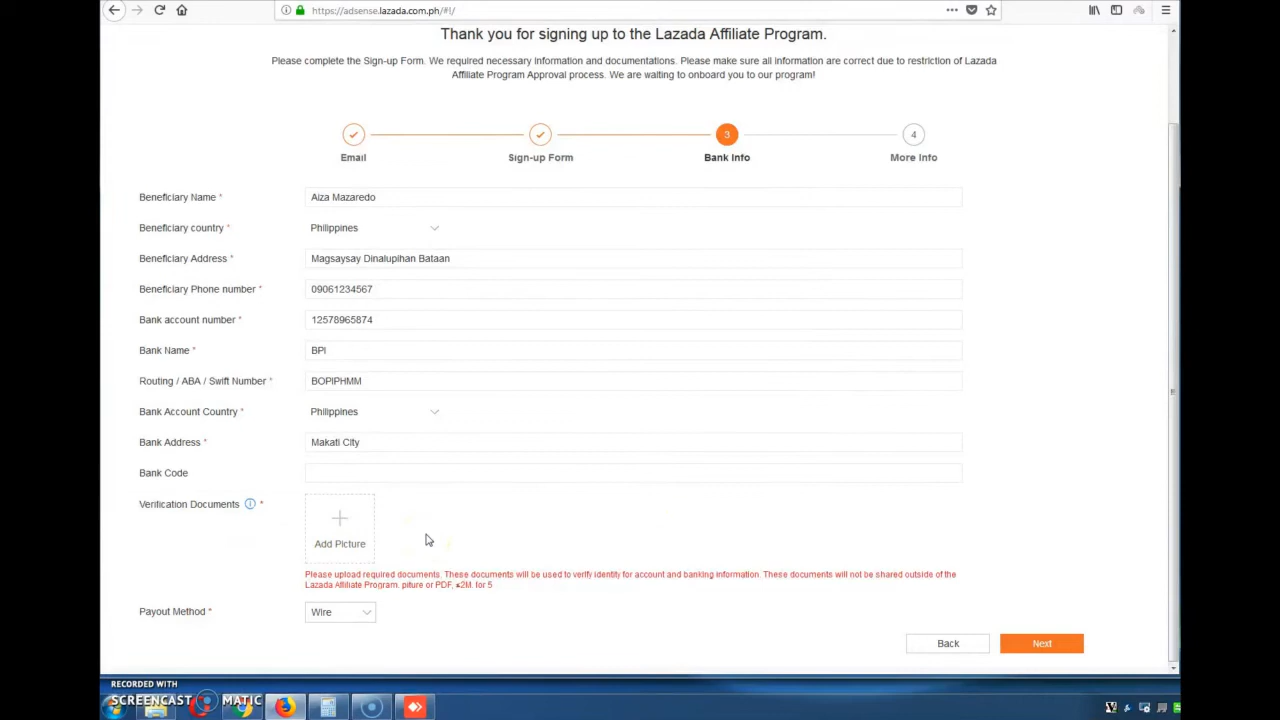 https://adsense.lazada.com.ph/#!/
Thank you for signing up to the Lazada Affiliate Program.
Please complete the Sign-up Form. We required necessary information and documentations. Please make sure all information are correct due to restriction of Lazada
Affiliate Program Approval process. We are waiting to onboard you to our program!
3
4
Email
Sign-up Form
Bank Info
More Info
Beneficiary Name * Aiza Mazaredo
Beneficiary country * Philippines
Beneficiary Address * Magsaysay Dinalupihan Bataan
Beneficiary Phone number * 09061234567
Bank account number * 12578965874
Bank Name * BPI
Routing / ABA / Swift Number * BOPIPHMM
Bank Account Country * Philippines
Bank Address * Makati CIty
Bank Code
Verification Documents *
Add Picture
Please upload required documents. These documents will be used to verify identify for account and banking information. These documents will not be shared outside of the
Lazada Affiliate Program. piture or PDF, ≤2M. for 5
Payout Method * Wire
Back
Next
RECORDED WITH
SCREENCAST MATIC